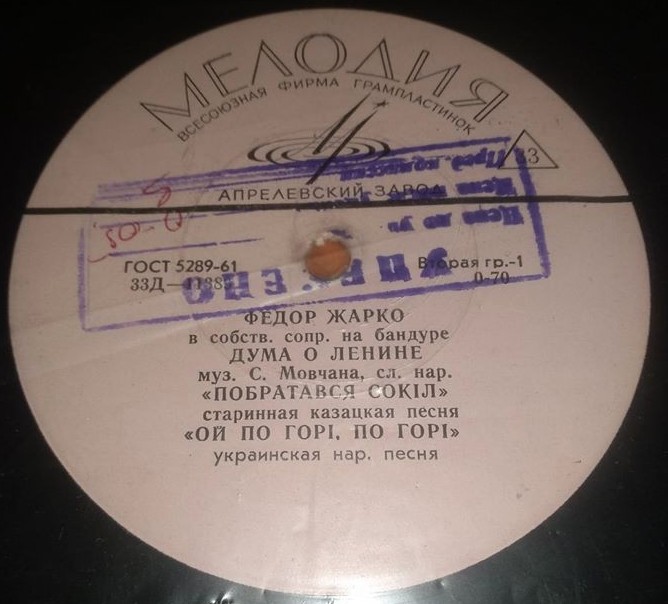 МЕЛОДИЯ
ВСЕСОЮЗНАЯ ФИРМА ГРАМПЛАСТИНОК
33
АПРЕЛЕВСКИЙ ЗАВОД
ГОСТ 5289-61
Вторая гр.-1
0-70
ФЕДОР ЖАРКО
в собств. сопр. на бандуре
ДУМА О ЛЕНИНЕ
муз. С. Мовчана, сл. нар.
«ПОБРАТАВСЯ СОКІЛ»
старинная казацкая песня
«ОЙ ПО ГОРІ, ПО ГОРІ»
украинская нар. песня